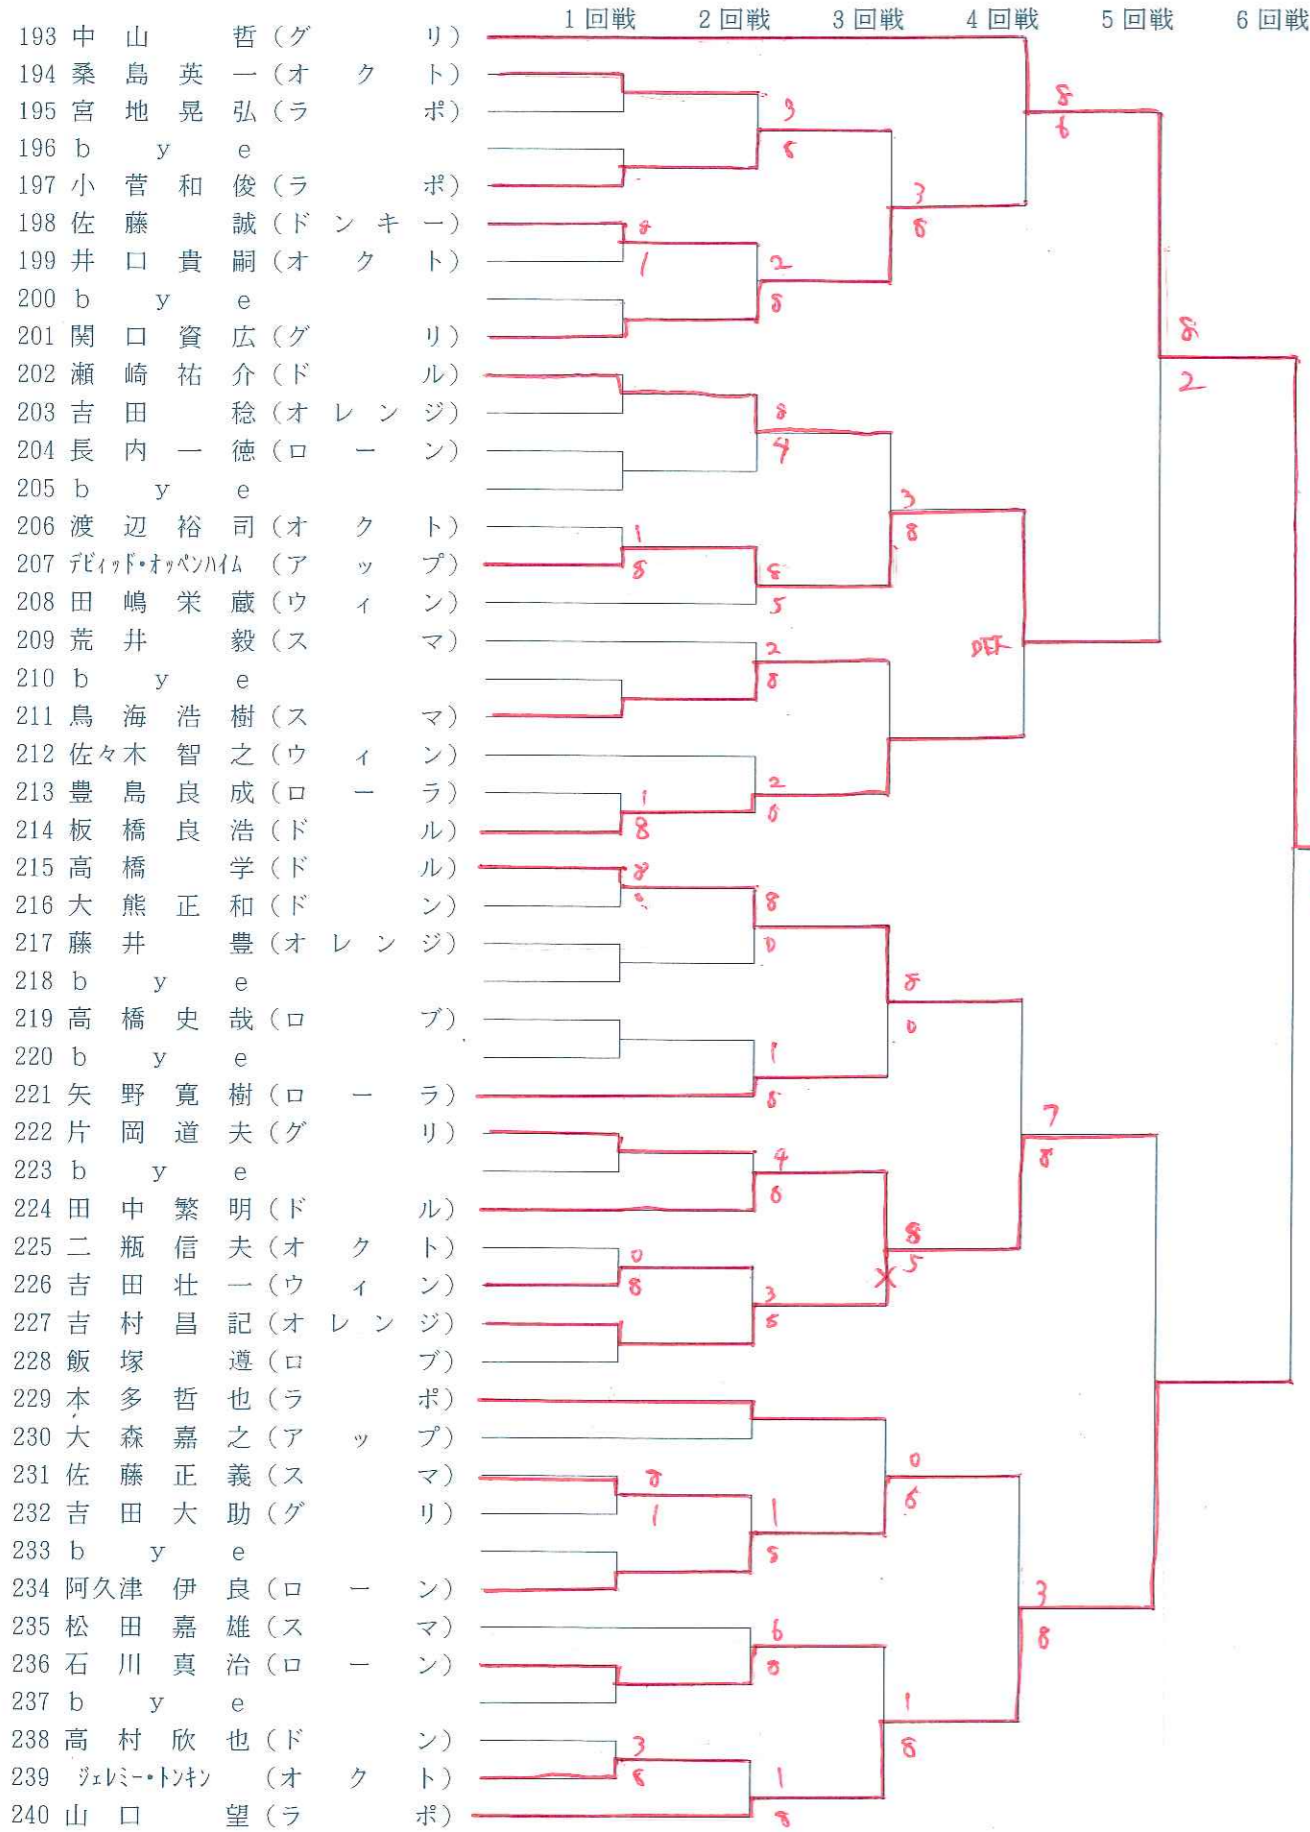 1回戦 2回戦 3回戦 4回戦 5回戦 6回戦
193 中山 哲（グリ）
194 桑島英一（オクト）
8
195 宮地晃弘（ラポ）
3
6
196 bye
8
197 小菅和俊（ラポ）
3
198 佐藤 誠（ドンキー）
8
199 井口貴嗣（オクト）
1
2
200 bye
8
201 関口資広（グリ）
8
202 瀬崎祐介（ドル）
2
203 吉田 稔（オレンジ）
8
204 長内一徳（ローン）
4
205 bye
3
206 渡辺裕司（オクト）
1
8
207 デビィッド・オッペンハイム（アップ）
8
8
208 田嶋栄蔵（ウィン）
5
209 荒井 毅（スマ）
2
DEF
210 bye
8
211 鳥海浩樹（スマ）
212 佐々木智之（ウィン）
2
213 豊島良成（ローラ）
1
8
214 板橋良浩（ドル）
8
215 高橋 学（ドル）
8
216 大熊正和（ドン）
8
217 藤井 豊（オレンジ）
0
218 bye
8
219 高橋史哉（ロブ）
0
220 bye
1
221 矢野寛樹（ローラ）
8
7
222 片岡道夫（グリ）
4
8
223 bye
8
224 田中繁明（ドル）
225 二瓶信夫（オクト）
0
8
226 吉田壮一（ウィン）
8
3
5
227 吉村昌記（オレンジ）
8
228 飯塚 遵（ロブ）
229 本多哲也（ラポ）
230 大森嘉之（アップ）
0
231 佐藤正義（スマ）
8
8
232 吉田大助（グリ）
1
1
233 bye
8
234 阿久津伊良（ローン）
3
235 松田嘉雄（スマ）
6
8
236 石川真治（ローン）
8
237 bye
1
238 高村欣也（ドン）
3
8
239 ジェレミー・トンキン（オクト）
8
1
240 山口 望（ラポ）
8